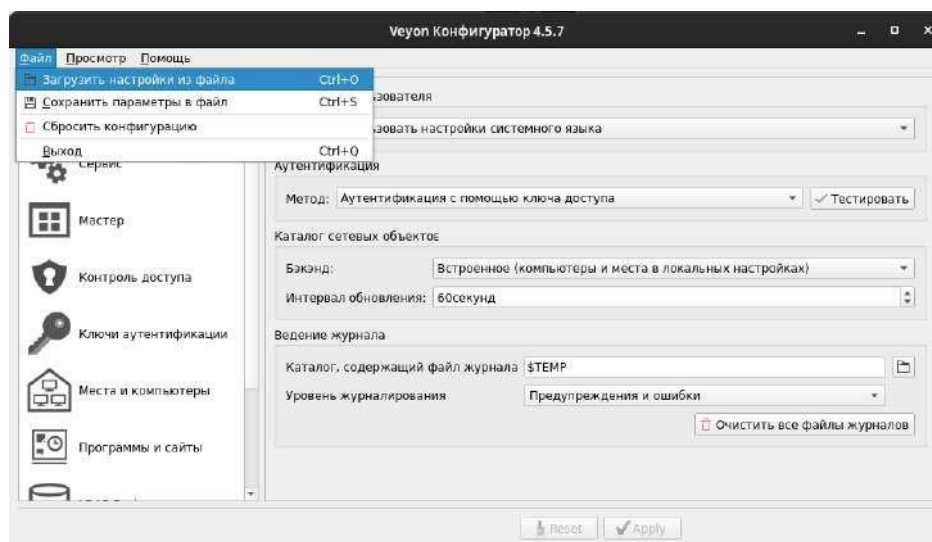 Veyon Конфигуратор 4.5.7
Файл Просмотр Помощь
Загрузить настройки из файла Ctrl+O
Сохранить параметры в файл Ctrl+S
Сбросить конфигурацию
Выход Ctrl+Q
Сервис
Мастер
Контроль доступа
Ключи аутентификации
Места и компьютеры
Программы и сайты
настройки системного языка
Аутентификация
Метод: Аутентификация с помощью ключа доступа Тестировать
Каталог сетевых объектов
Бэкэнд: Встроенное (компьютеры и места в локальных настройках)
Интервал обновления: 60секунд
Ведение журнала
Каталог, содержащий файл журнала $TEMP
Уровень журналирования Предупреждения и ошибки
Очистить все файлы журналов
Reset Apply